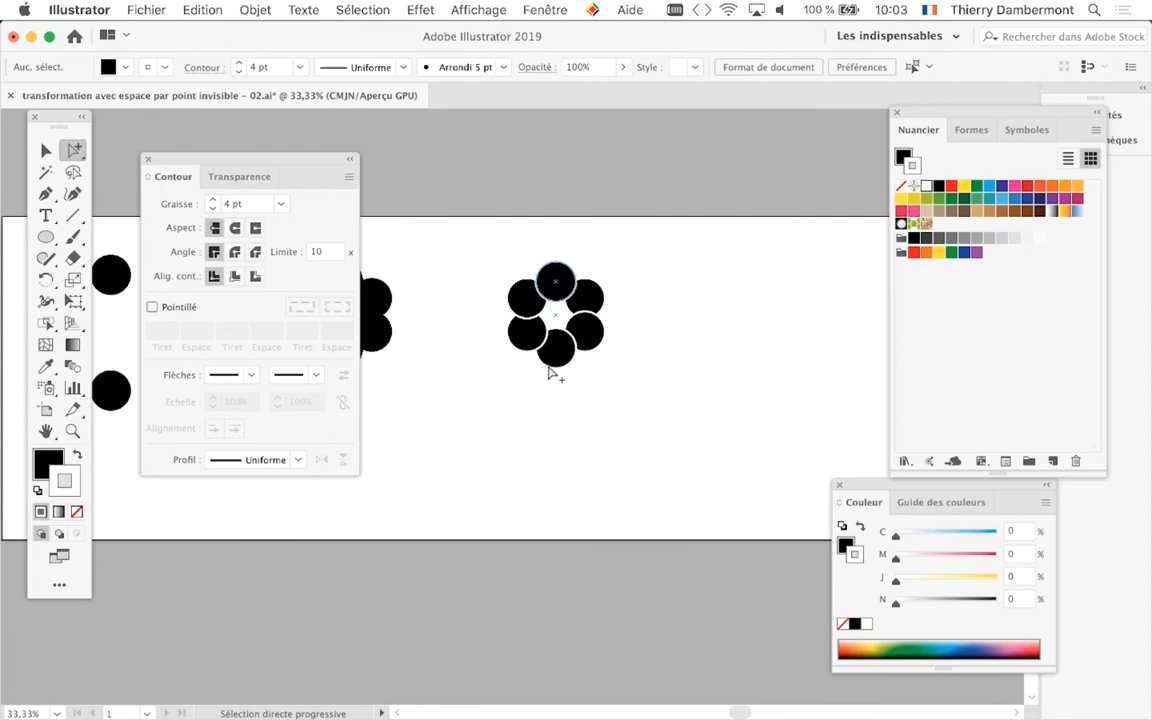 Illustrator Fichier Edition Objet Texte Sélection Effet Affichage Fenêtre Aide 100 % 10:03 Thierry Dambermont
Adobe Illustrator 2019 Les indispensables Rechercher dans Adobe Stock
Auc. sélect. Contour : 4 pt Uniforme Arrondi 5 pt Opacité : 100% Style : Format de document Préférences
transformation avec espace par point invisible – 02.ai* @ 33,33% (CMJN/Aperçu GPU)
Contour Transparence
Graisse : 4 pt
Aspect :
Angle : Limite : 10 x
Alig. cont.:
Pointillé
Tiret Espace Tiret Espace Tiret Espace
Flèches :
Echelle : 100% 100%
Alignement :
Profil : Uniforme
Nuancier Formes Symboles
Couleur Guide des couleurs
C 0 %
M 0 %
J 0 %
N 0 %
33,33% 1 Sélection directe progressive